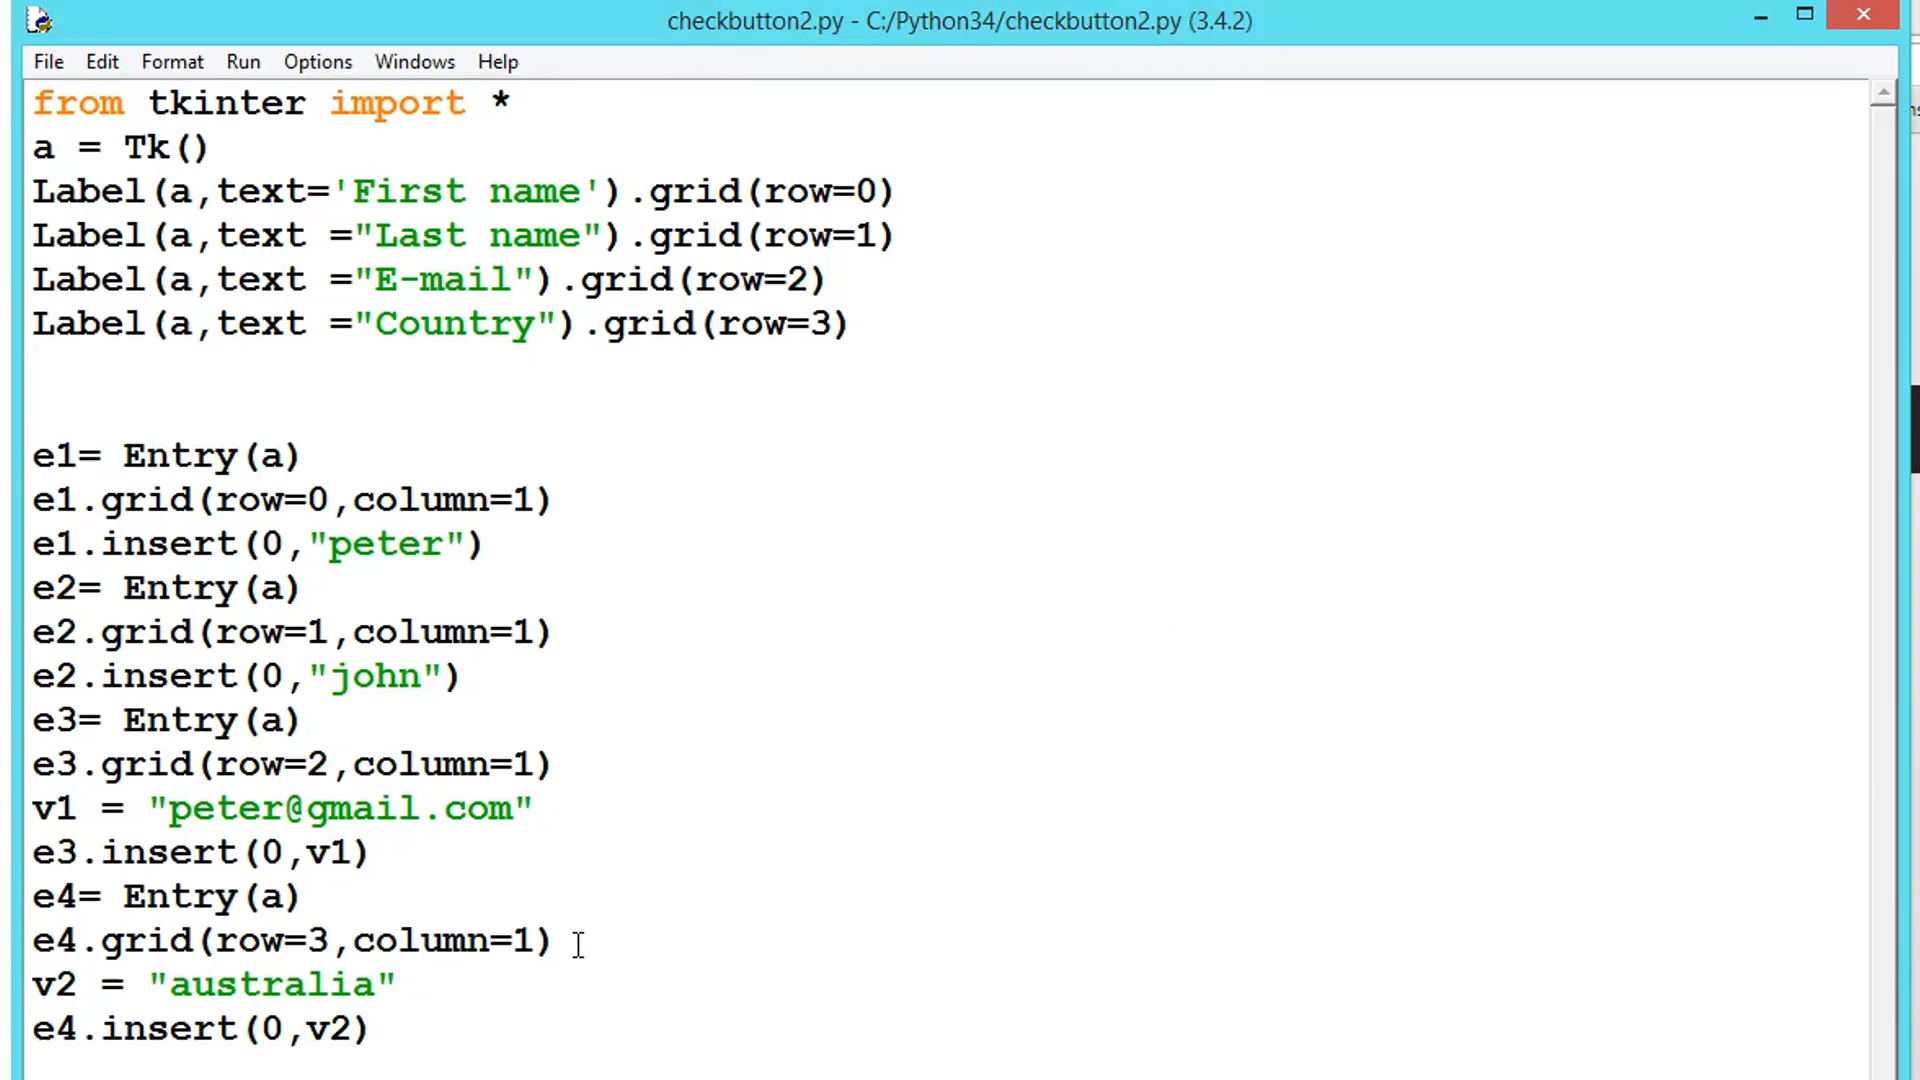 checkbutton2.py - C:/Python34/checkbutton2.py (3.4.2)
File Edit Format Run Options Windows Help
from tkinter import *
a = Tk()
Label(a,text='First name').grid(row=0)
Label(a,text ="Last name").grid(row=1)
Label(a,text ="E-mail").grid(row=2)
Label(a,text ="Country").grid(row=3)
e1= Entry(a)
e1.grid(row=0,column=1)
e1.insert(0,"peter")
e2= Entry(a)
e2.grid(row=1,column=1)
e2.insert(0,"john")
e3= Entry(a)
e3.grid(row=2,column=1)
v1 = "peter@gmail.com"
e3.insert(0,v1)
e4= Entry(a)
e4.grid(row=3,column=1)
v2 = "australia"
e4.insert(0,v2)